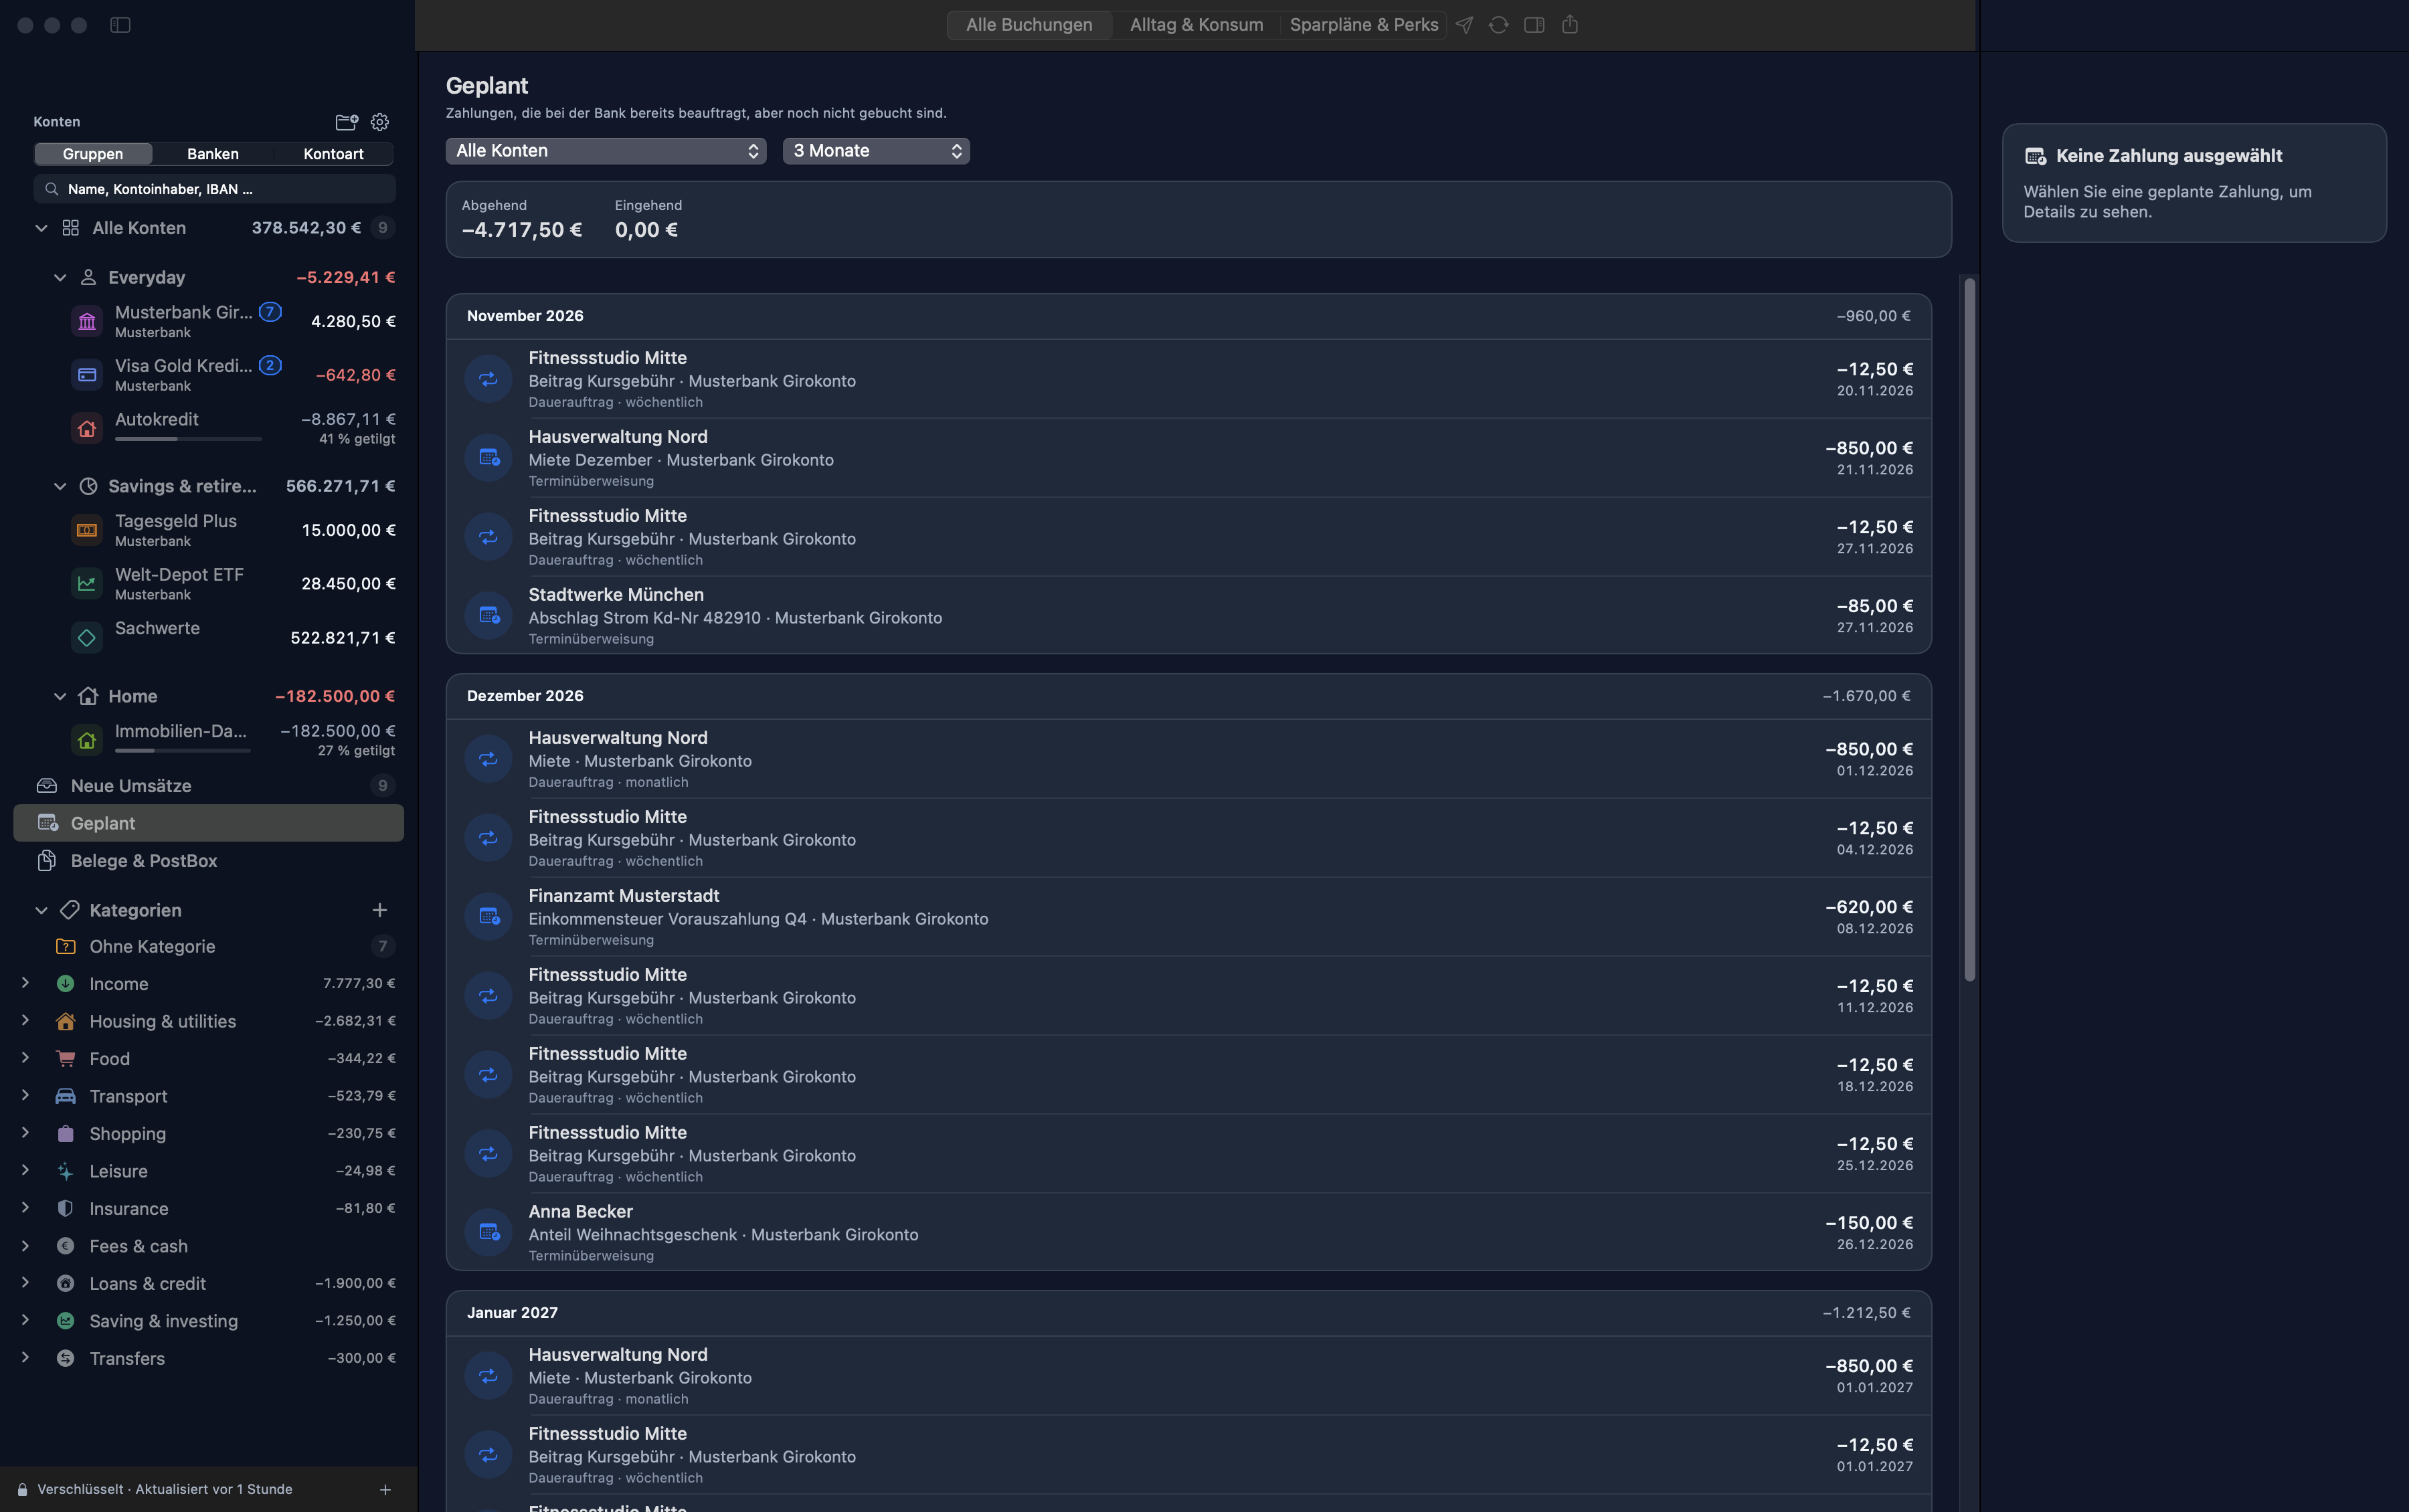 Alle Buchungen
Alltag & Konsum
Sparpläne & Perks
Konten
Gruppen
Banken
Kontoart
Name, Kontoinhaber, IBAN ...
Alle Konten 378.542,30 € 9
Everyday −5.229,41 €
Musterbank Gir... 7 4.280,50 €
Musterbank
Visa Gold Kredi... 2 −642,80 €
Musterbank
Autokredit −8.867,11 €
41 % getilgt
Savings & retire... 566.271,71 €
Tagesgeld Plus 15.000,00 €
Musterbank
Welt-Depot ETF 28.450,00 €
Musterbank
Sachwerte 522.821,71 €
Home −182.500,00 €
Immobilien-Da... −182.500,00 €
27 % getilgt
Neue Umsätze 9
Geplant
Belege & PostBox
Kategorien
Ohne Kategorie 7
Income 7.777,30 €
Housing & utilities −2.682,31 €
Food −344,22 €
Transport −523,79 €
Shopping −230,75 €
Leisure −24,98 €
Insurance −81,80 €
Fees & cash
Loans & credit −1.900,00 €
Saving & investing −1.250,00 €
Transfers −300,00 €
Verschlüsselt · Aktualisiert vor 1 Stunde
Geplant
Zahlungen, die bei der Bank bereits beauftragt, aber noch nicht gebucht sind.
Alle Konten
3 Monate
Abgehend Eingehend
−4.717,50 € 0,00 €
November 2026 −960,00 €
Fitnessstudio Mitte
Beitrag Kursgebühr · Musterbank Girokonto −12,50 €
Dauerauftrag · wöchentlich 20.11.2026
Hausverwaltung Nord
Miete Dezember · Musterbank Girokonto −850,00 €
Terminüberweisung 21.11.2026
Fitnessstudio Mitte
Beitrag Kursgebühr · Musterbank Girokonto −12,50 €
Dauerauftrag · wöchentlich 27.11.2026
Stadtwerke München
Abschlag Strom Kd-Nr 482910 · Musterbank Girokonto −85,00 €
Terminüberweisung 27.11.2026
Dezember 2026 −1.670,00 €
Hausverwaltung Nord
Miete · Musterbank Girokonto −850,00 €
Dauerauftrag · monatlich 01.12.2026
Fitnessstudio Mitte
Beitrag Kursgebühr · Musterbank Girokonto −12,50 €
Dauerauftrag · wöchentlich 04.12.2026
Finanzamt Musterstadt
Einkommensteuer Vorauszahlung Q4 · Musterbank Girokonto −620,00 €
Terminüberweisung 08.12.2026
Fitnessstudio Mitte
Beitrag Kursgebühr · Musterbank Girokonto −12,50 €
Dauerauftrag · wöchentlich 11.12.2026
Fitnessstudio Mitte
Beitrag Kursgebühr · Musterbank Girokonto −12,50 €
Dauerauftrag · wöchentlich 18.12.2026
Fitnessstudio Mitte
Beitrag Kursgebühr · Musterbank Girokonto −12,50 €
Dauerauftrag · wöchentlich 25.12.2026
Anna Becker
Anteil Weihnachtsgeschenk · Musterbank Girokonto −150,00 €
Terminüberweisung 26.12.2026
Januar 2027 −1.212,50 €
Hausverwaltung Nord
Miete · Musterbank Girokonto −850,00 €
Dauerauftrag · monatlich 01.01.2027
Fitnessstudio Mitte
Beitrag Kursgebühr · Musterbank Girokonto −12,50 €
Dauerauftrag · wöchentlich 01.01.2027
Fitnessstudio Mitte
Keine Zahlung ausgewählt
Wählen Sie eine geplante Zahlung, um
Details zu sehen.